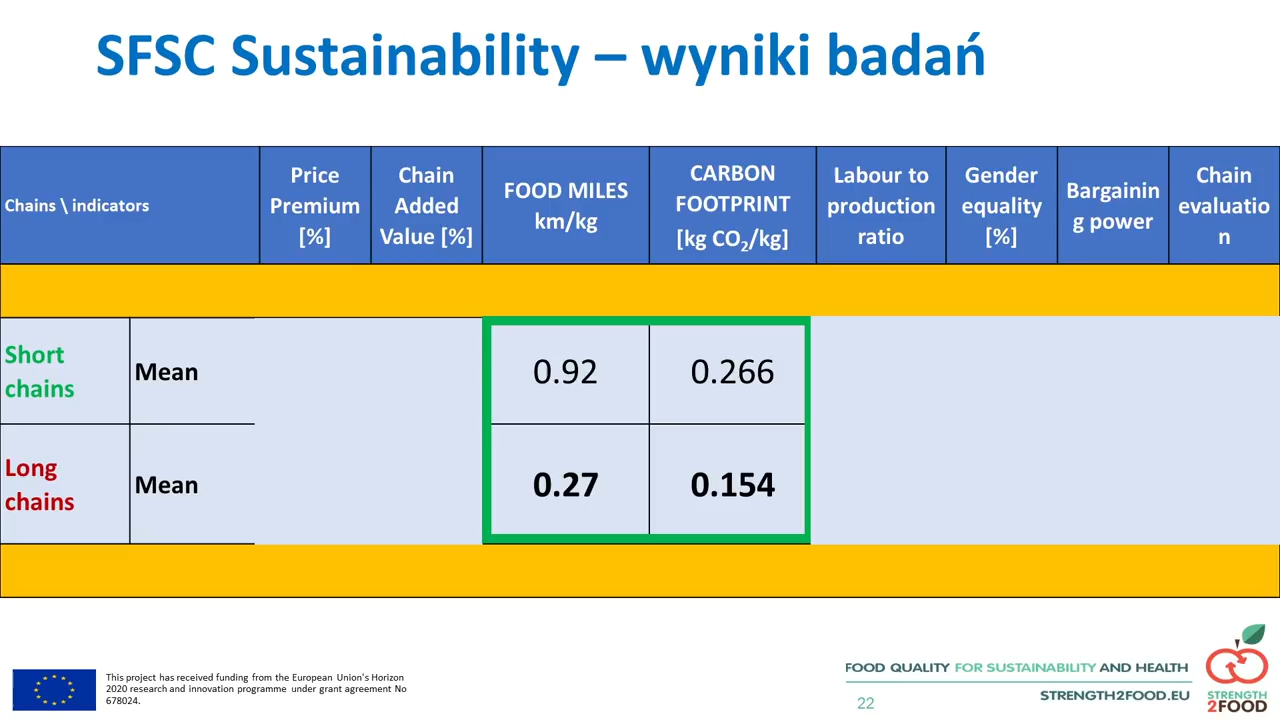 SFSC Sustainability – wyniki badań
Chains \ indicators
Price
Premium
[%]
Chain
Added
Value [%]
FOOD MILES
km/kg
CARBON
FOOTPRINT
[kg CO₂/kg]
Labour to
production
ratio
Gender
equality
[%]
Bargainin
g power
Chain
evaluatio
n
Short
chains
Mean
0.92
0.266
Long
chains
Mean
0.27
0.154
This project has received funding from the European Union's Horizon
2020 research and innovation programme under grant agreement No
678024.
FOOD QUALITY FOR SUSTAINABILITY AND HEALTH
STRENGTH2FOOD.EU
22
STRENGTH
2FOOD